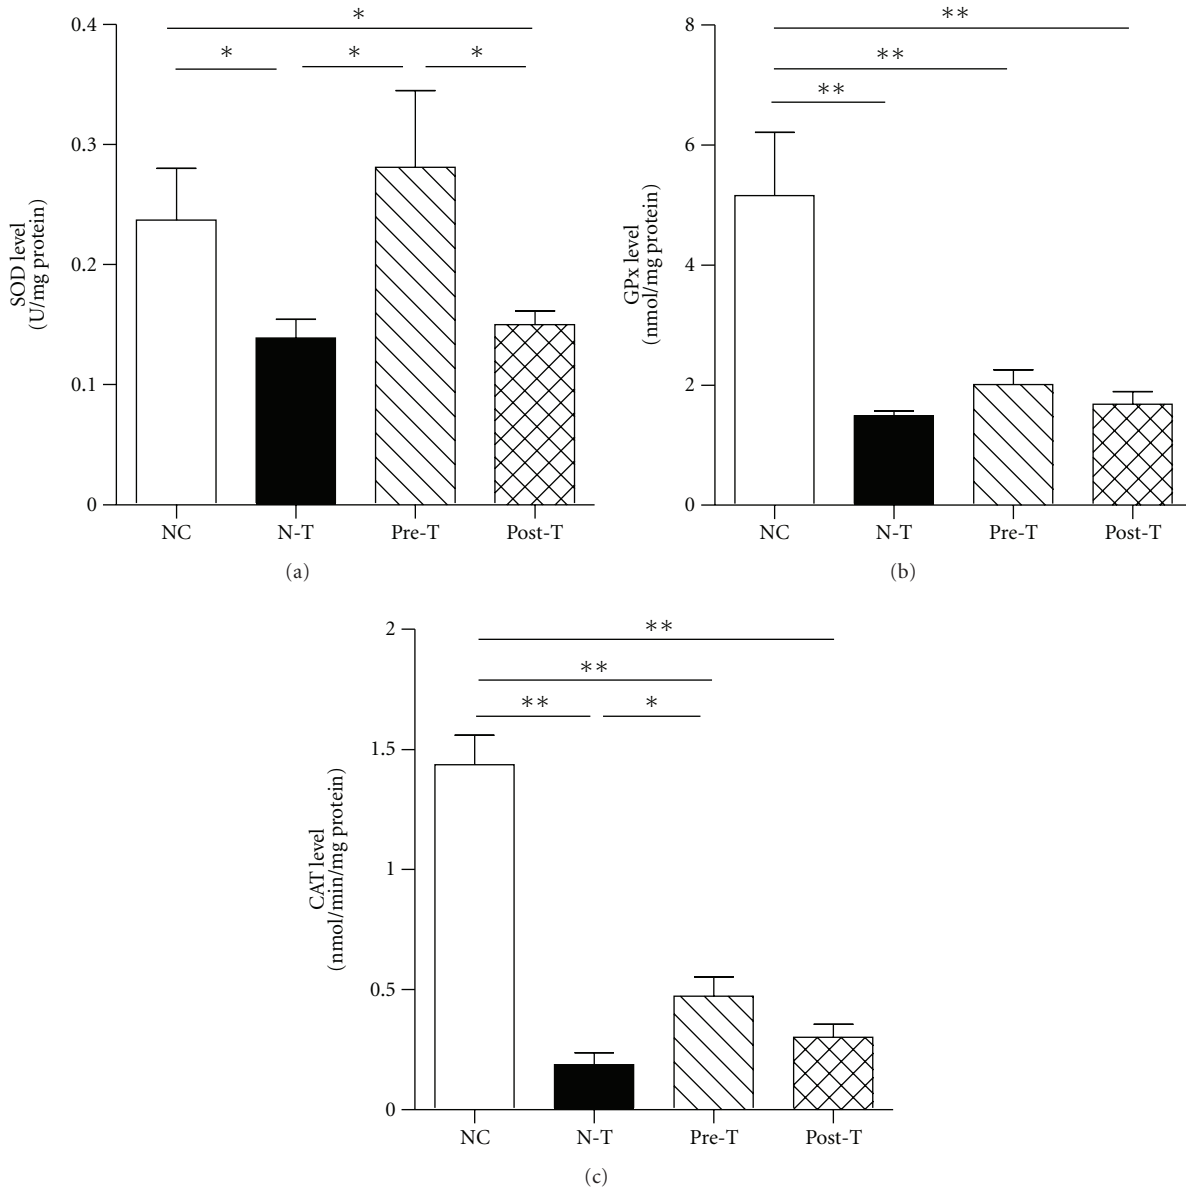 0.4
0.3
0.2
0.1
0
SOD level
(U/mg protein)
*
*
*
*
NC
N-T
Pre-T
Post-T
(a)
8
6
4
2
0
GPx level
(nmol/mg protein)
**
**
**
NC
N-T
Pre-T
Post-T
(b)
2
1.5
1
0.5
0
CAT level
(nmol/min/mg protein)
**
**
** *
NC
N-T
Pre-T
Post-T
(c)